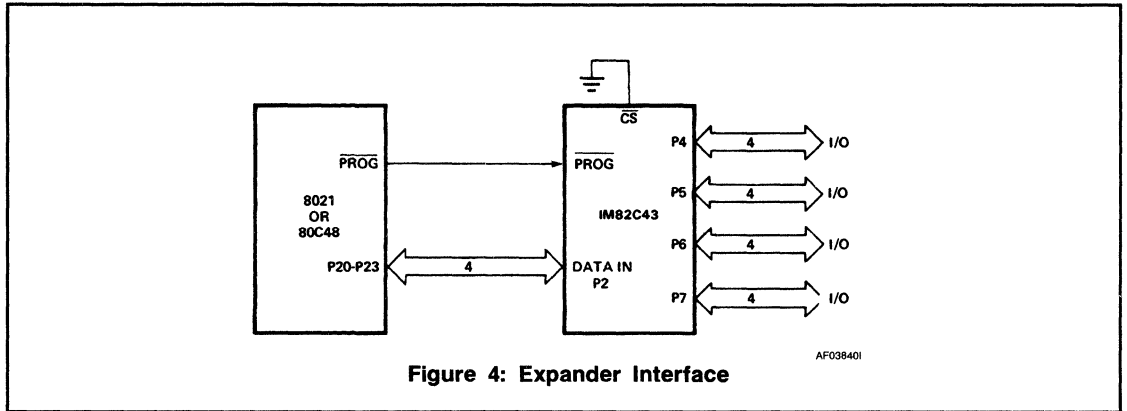 CS
P4 4 I/O
PROG PROG
P5 4 I/O
8021
OR
80C48
IM82C43
P6 4 I/O
P20-P23 4 DATA IN
P2
P7 4 I/O
AF03840I
Figure 4: Expander Interface